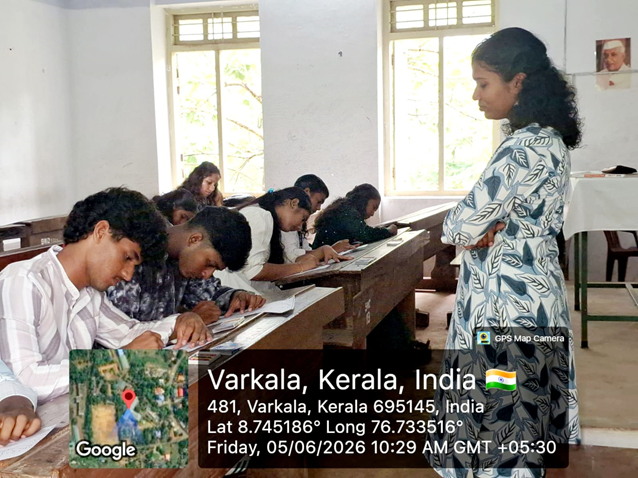 GPS Map Camera
Varkala, Kerala, India 🇮🇳
481, Varkala, Kerala 695145, India
Lat 8.745186° Long 76.733516°
Friday, 05/06/2026 10:29 AM GMT +05:30
Google